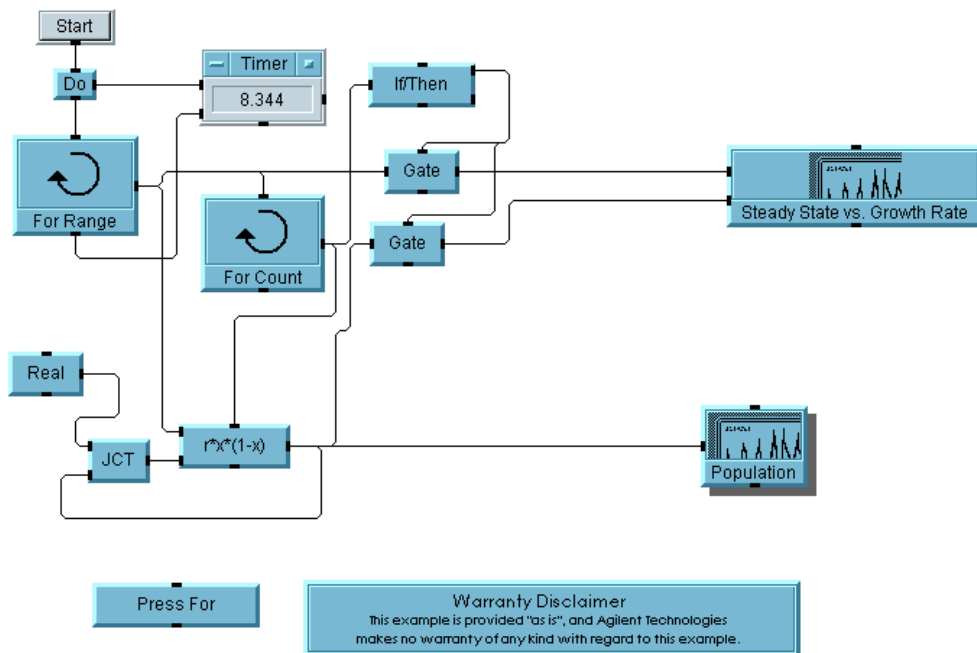 Start
Do
Timer
8.344
If/Then
For Range
Gate
For Count
Gate
Steady State vs. Growth Rate
Real
JCT
r*x*(1-x)
Population
Press For
Warranty Disclaimer
This example is provided "as is", and Agilent Technologies
makes no warranty of any kind with regard to this example.